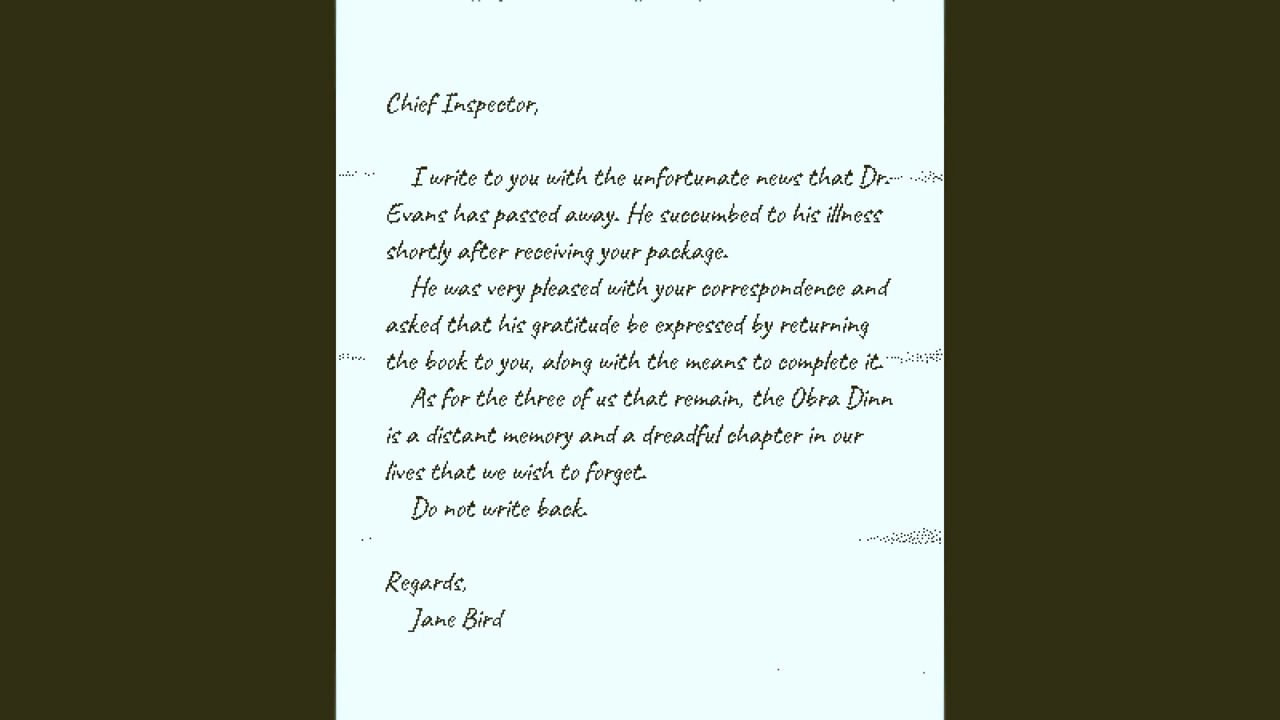 Chief Inspector,
I write to you with the unfortunate news that Dr.
Evans has passed away. He succumbed to his illness
shortly after receiving your package.
He was very pleased with your correspondence and
asked that his gratitude be expressed by returning
the book to you, along with the means to complete it.
As for the three of us that remain, the Obra Dinn
is a distant memory and a dreadful chapter in our
lives that we wish to forget.
Do not write back.
Regards,
Jane Bird